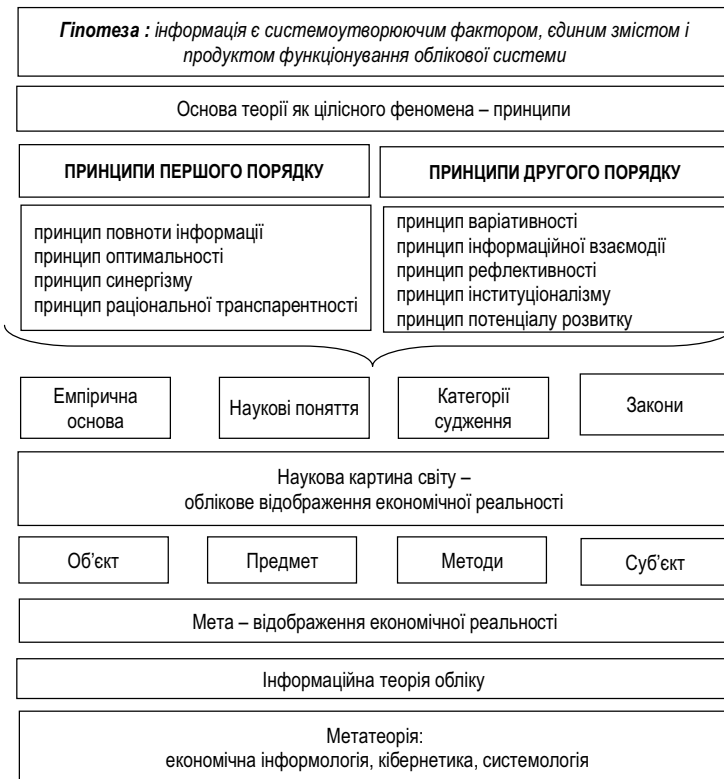 Гіпотеза : інформація є системоутворюючим фактором, єдиним змістом і
продуктом функціонування облікової системи
Основа теорії як цілісного феномена – принципи
ПРИНЦИПИ ПЕРШОГО ПОРЯДКУ
ПРИНЦИПИ ДРУГОГО ПОРЯДКУ
принцип повноти інформації
принцип оптимальності
принцип синергізму
принцип раціональної транспарентності
принцип варіативності
принцип інформаційної взаємодії
принцип рефлективності
принцип інституціоналізму
принцип потенціалу розвитку
Емпірична
основа
Наукові поняття
Категорії
судження
Закони
Наукова картина світу –
облікове відображення економічної реальності
Об’єкт
Предмет
Методи
Суб’єкт
Мета – відображення економічної реальності
Інформаційна теорія обліку
Метатеорія:
економічна інформологія, кібернетика, системологія